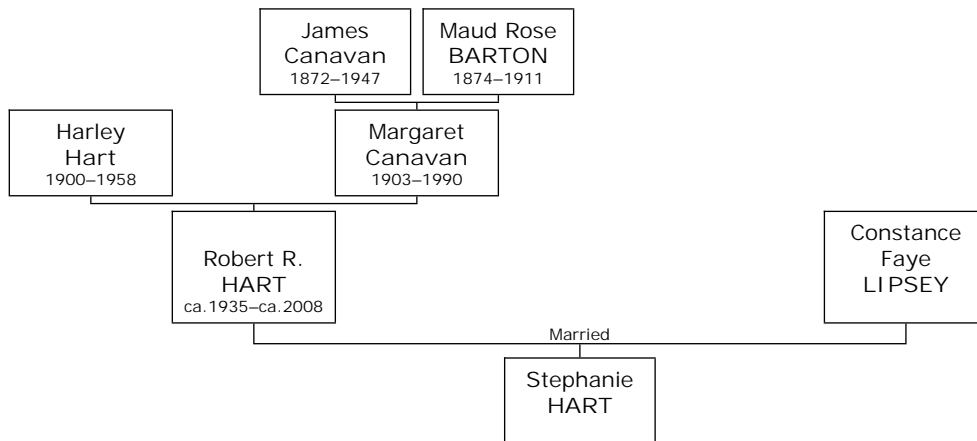 James
Canavan
1872–1947
Maud Rose
BARTON
1874–1911
Harley
Hart
1900–1958
Margaret
Canavan
1903–1990
Robert R.
HART
ca.1935–ca.2008
Constance
Faye
LIPSEY
Married
Stephanie
HART